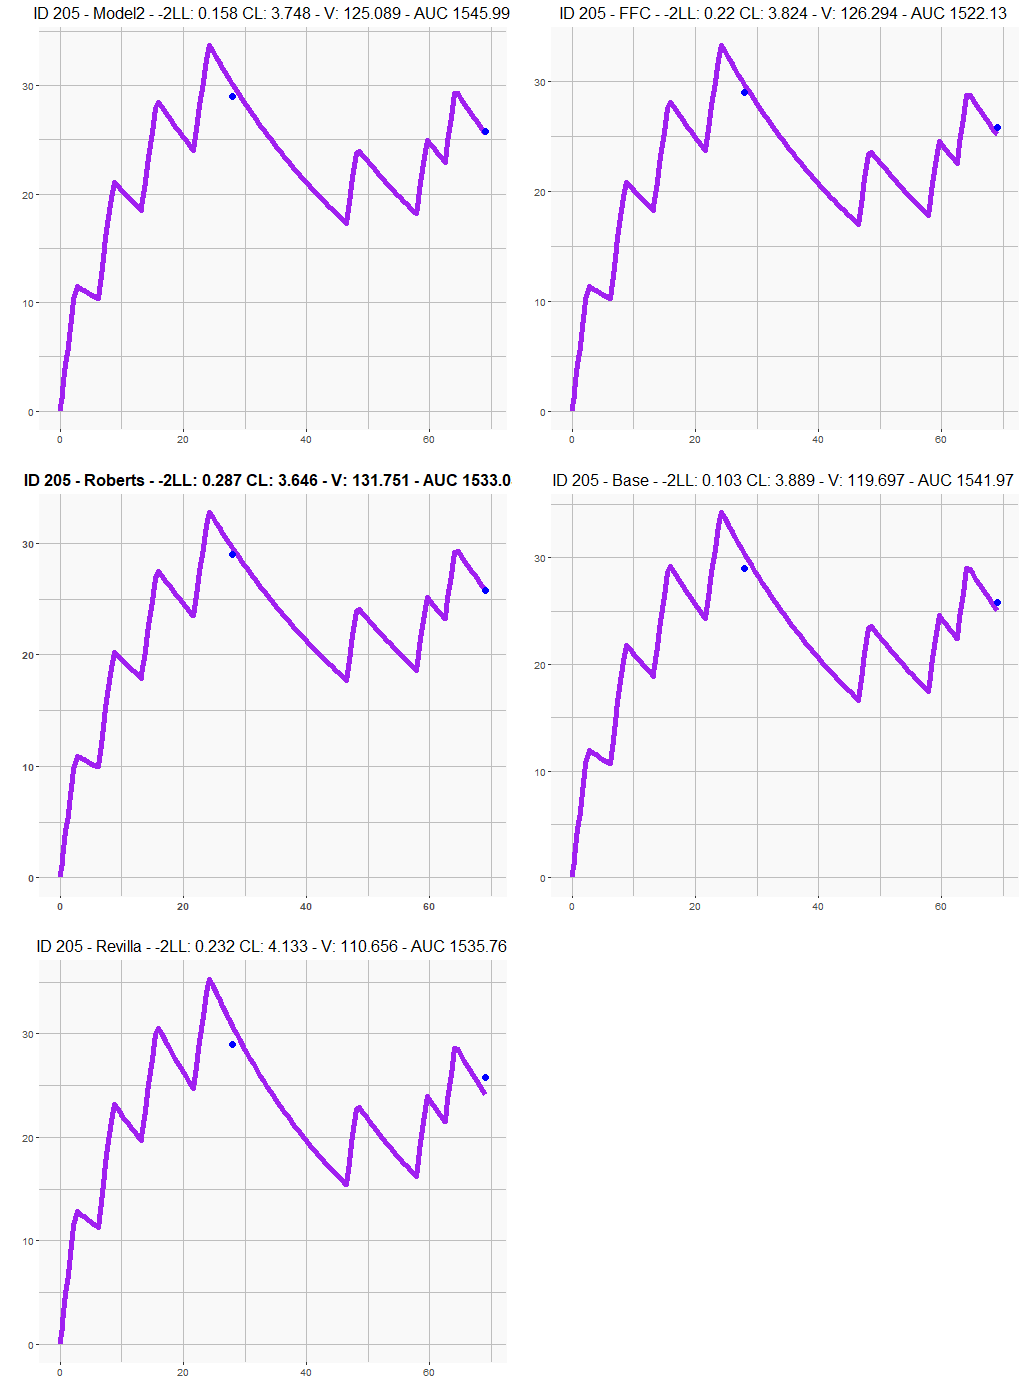 ID 205 - Model2 - -2LL: 0.158 CL: 3.748 - V: 125.089 - AUC 1545.99
30
20
10
0
0 20 40 60
ID 205 - FFC - -2LL: 0.22 CL: 3.824 - V: 126.294 - AUC 1522.13
30
20
10
0
0 20 40 60
ID 205 - Roberts - -2LL: 0.287 CL: 3.646 - V: 131.751 - AUC 1533.0
30
20
10
0
0 20 40 60
ID 205 - Base - -2LL: 0.103 CL: 3.889 - V: 119.697 - AUC 1541.97
30
20
10
0
0 20 40 60
ID 205 - Revilla - -2LL: 0.232 CL: 4.133 - V: 110.656 - AUC 1535.76
30
20
10
0
0 20 40 60